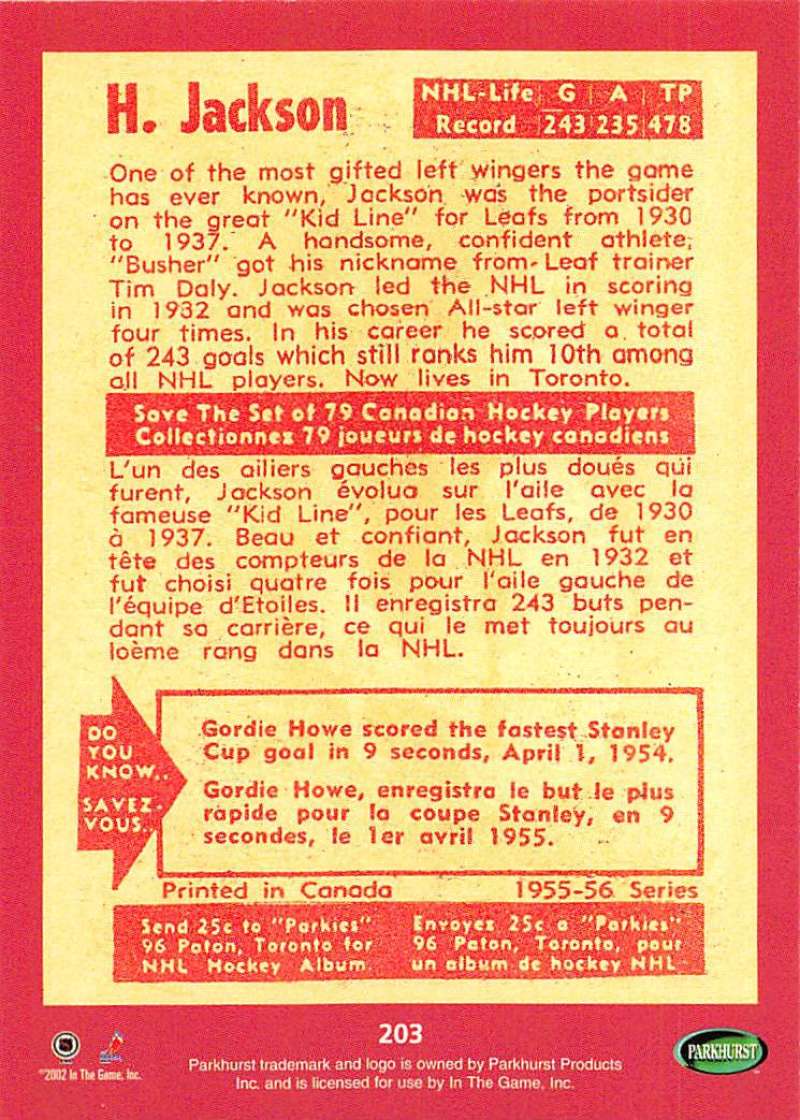 H. Jackson
NHL-Life G A TP
Record 243 235 478
One of the most gifted left wingers the game
has ever known, Jackson was the portsider
on the great "Kid Line" for Leafs from 1930
to 1937. A handsome, confident athlete,
"Busher" got his nickname from Leaf trainer
Tim Daly. Jackson led the NHL in scoring
in 1932 and was chosen All-star left winger
four times. In his career he scored a total
of 243 goals which still ranks him 10th among
all NHL players. Now lives in Toronto.
Save The Set of 79 Canadian Hockey Players
Collectionnez 79 joueurs de hockey canadiens
L'un des ailiers gauches les plus doués qui
furent, Jackson évolua sur l'aile avec la
fameuse "Kid Line", pour les Leafs, de 1930
à 1937. Beau et confiant, Jackson fut en
tête des compteurs de la NHL en 1932 et
fut choisi quatre fois pour l'aile gauche de
l'équipe d'Etoiles. Il enregistra 243 buts pen-
dant sa carrière, ce qui le met toujours au
loème rang dans la NHL.
DO
YOU
KNOW..
SAVEZ-
VOUS..
Gordie Howe scored the fastest Stanley
Cup goal in 9 seconds, April 1, 1954.
Gordie Howe, enregistra le but le plus
rapide pour la coupe Stanley, en 9
secondes, le 1er avril 1955.
Printed in Canada 1955-56 Series
Send 25c to "Parkies"
96 Paton, Toronto for
NHL Hockey Album
Envoyez 25c a "Parkies"
96 Paton, Toronto, pour
un album de hockey NHL
203
©2002 In The Game, Inc.
Parkhurst trademark and logo is owned by Parkhurst Products
Inc. and is licensed for use by In The Game, Inc.
PARKHURST